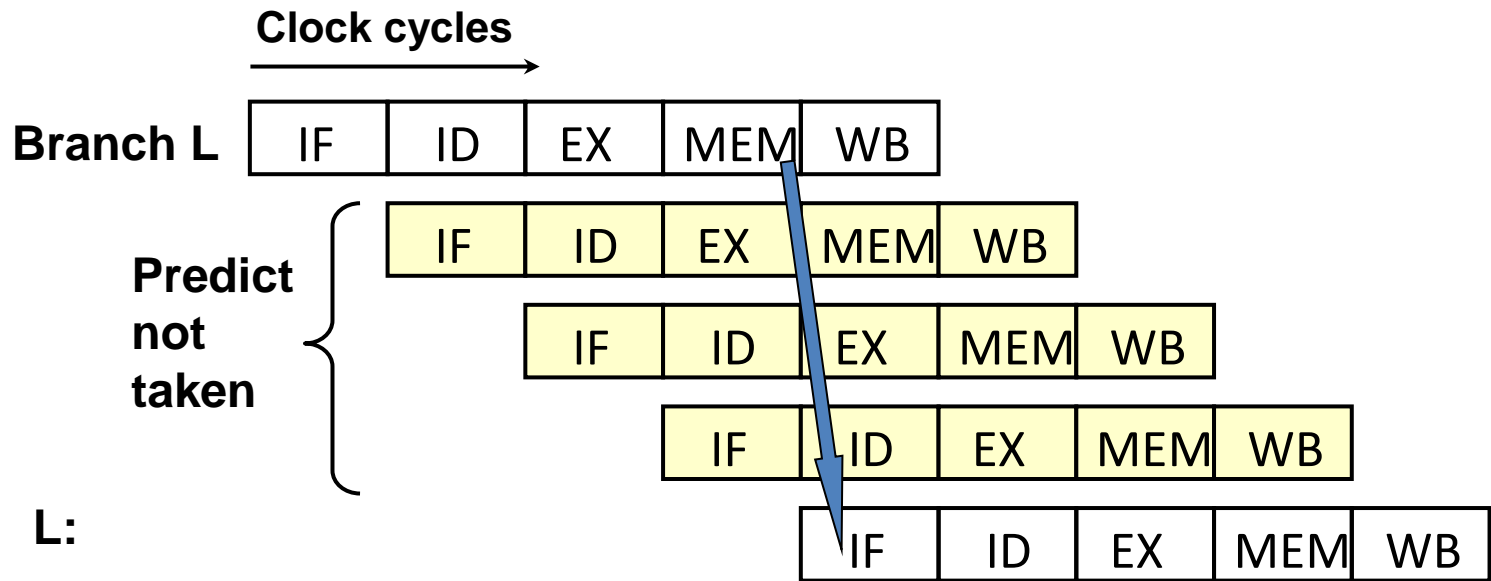 Clock cycles
Branch L IF ID EX MEM WB
IF ID EX MEM WB
Predict
not
taken
IF ID EX MEM WB
IF ID EX MEM WB
L: IF ID EX MEM WB